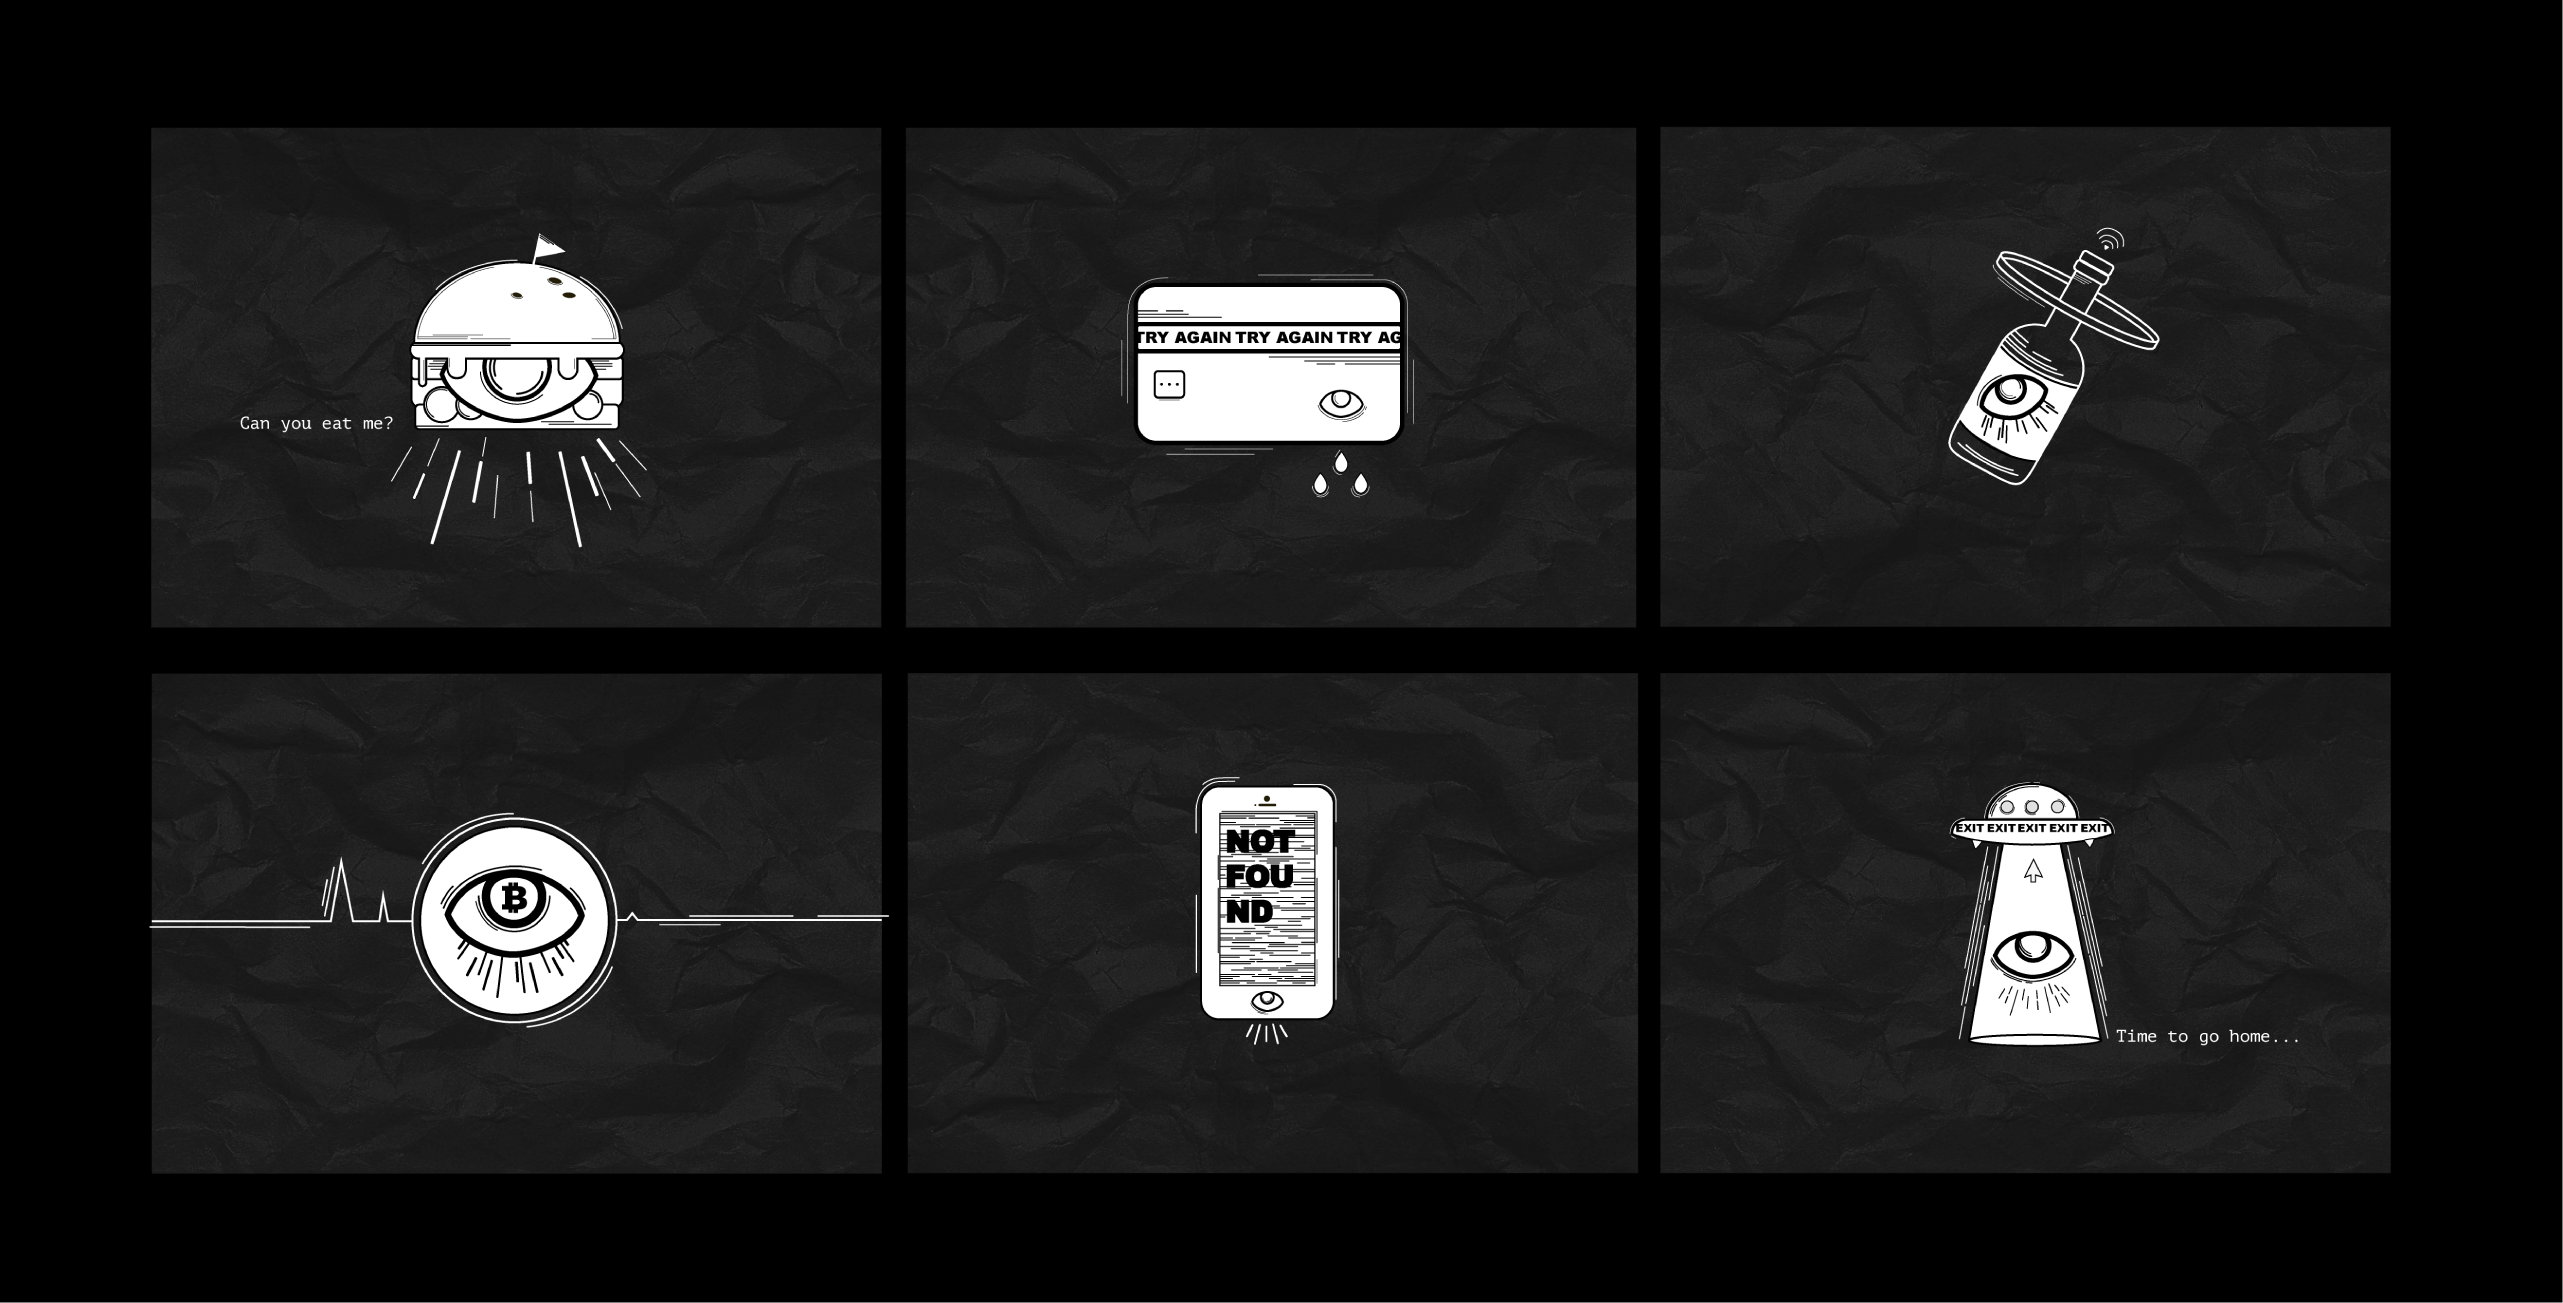 Can you eat me?
TRY AGAIN TRY AGAIN TRY AG
B
NOT
FOU
ND
EXIT EXIT EXIT EXIT EXIT
Time to go home...